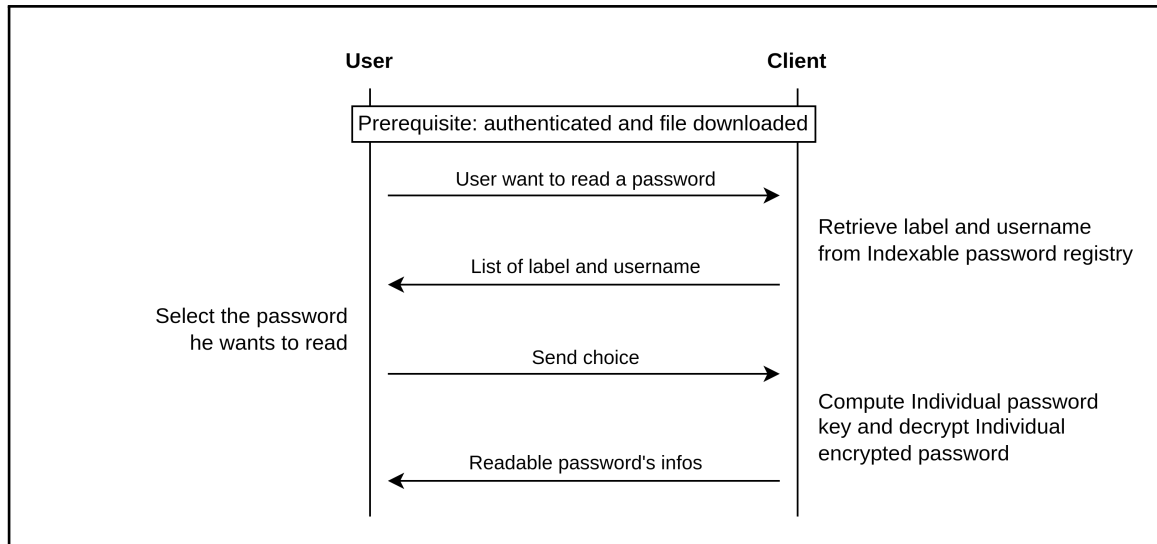 User
Client
Prerequisite: authenticated and file downloaded
User want to read a password
Retrieve label and username
from Indexable password registry
List of label and username
Select the password
he wants to read
Send choice
Compute Individual password
key and decrypt Individual
encrypted password
Readable password's infos